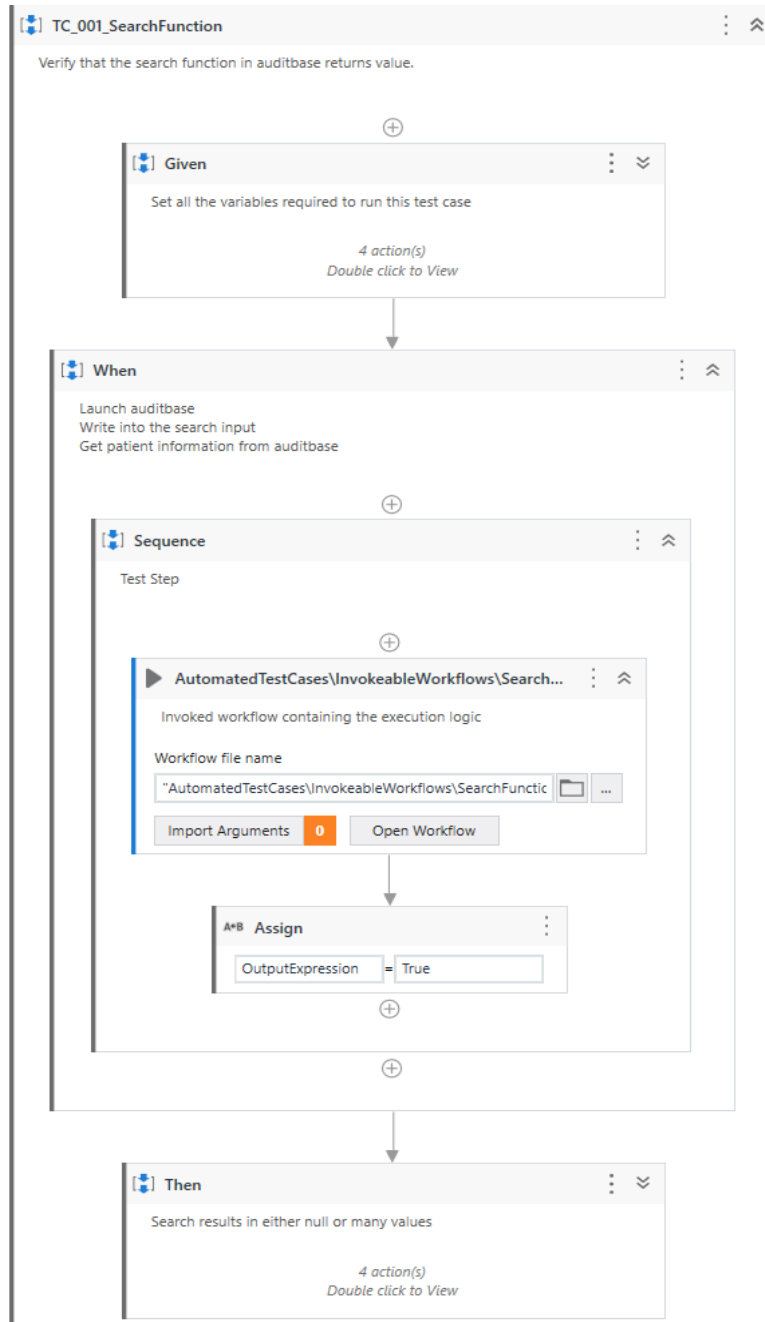 TC_001_SearchFunction
Verify that the search function in auditbase returns value.
Given
Set all the variables required to run this test case
4 action(s)
Double click to View
When
Launch auditbase
Write into the search input
Get patient information from auditbase
Sequence
Test Step
AutomatedTestCases\InvokeableWorkflows\Search...
Invoked workflow containing the execution logic
Workflow file name
"AutomatedTestCases\InvokeableWorkflows\SearchFunctic
...
Import Arguments 0 Open Workflow
A+B Assign
OutputExpression = True
Then
Search results in either null or many values
4 action(s)
Double click to View